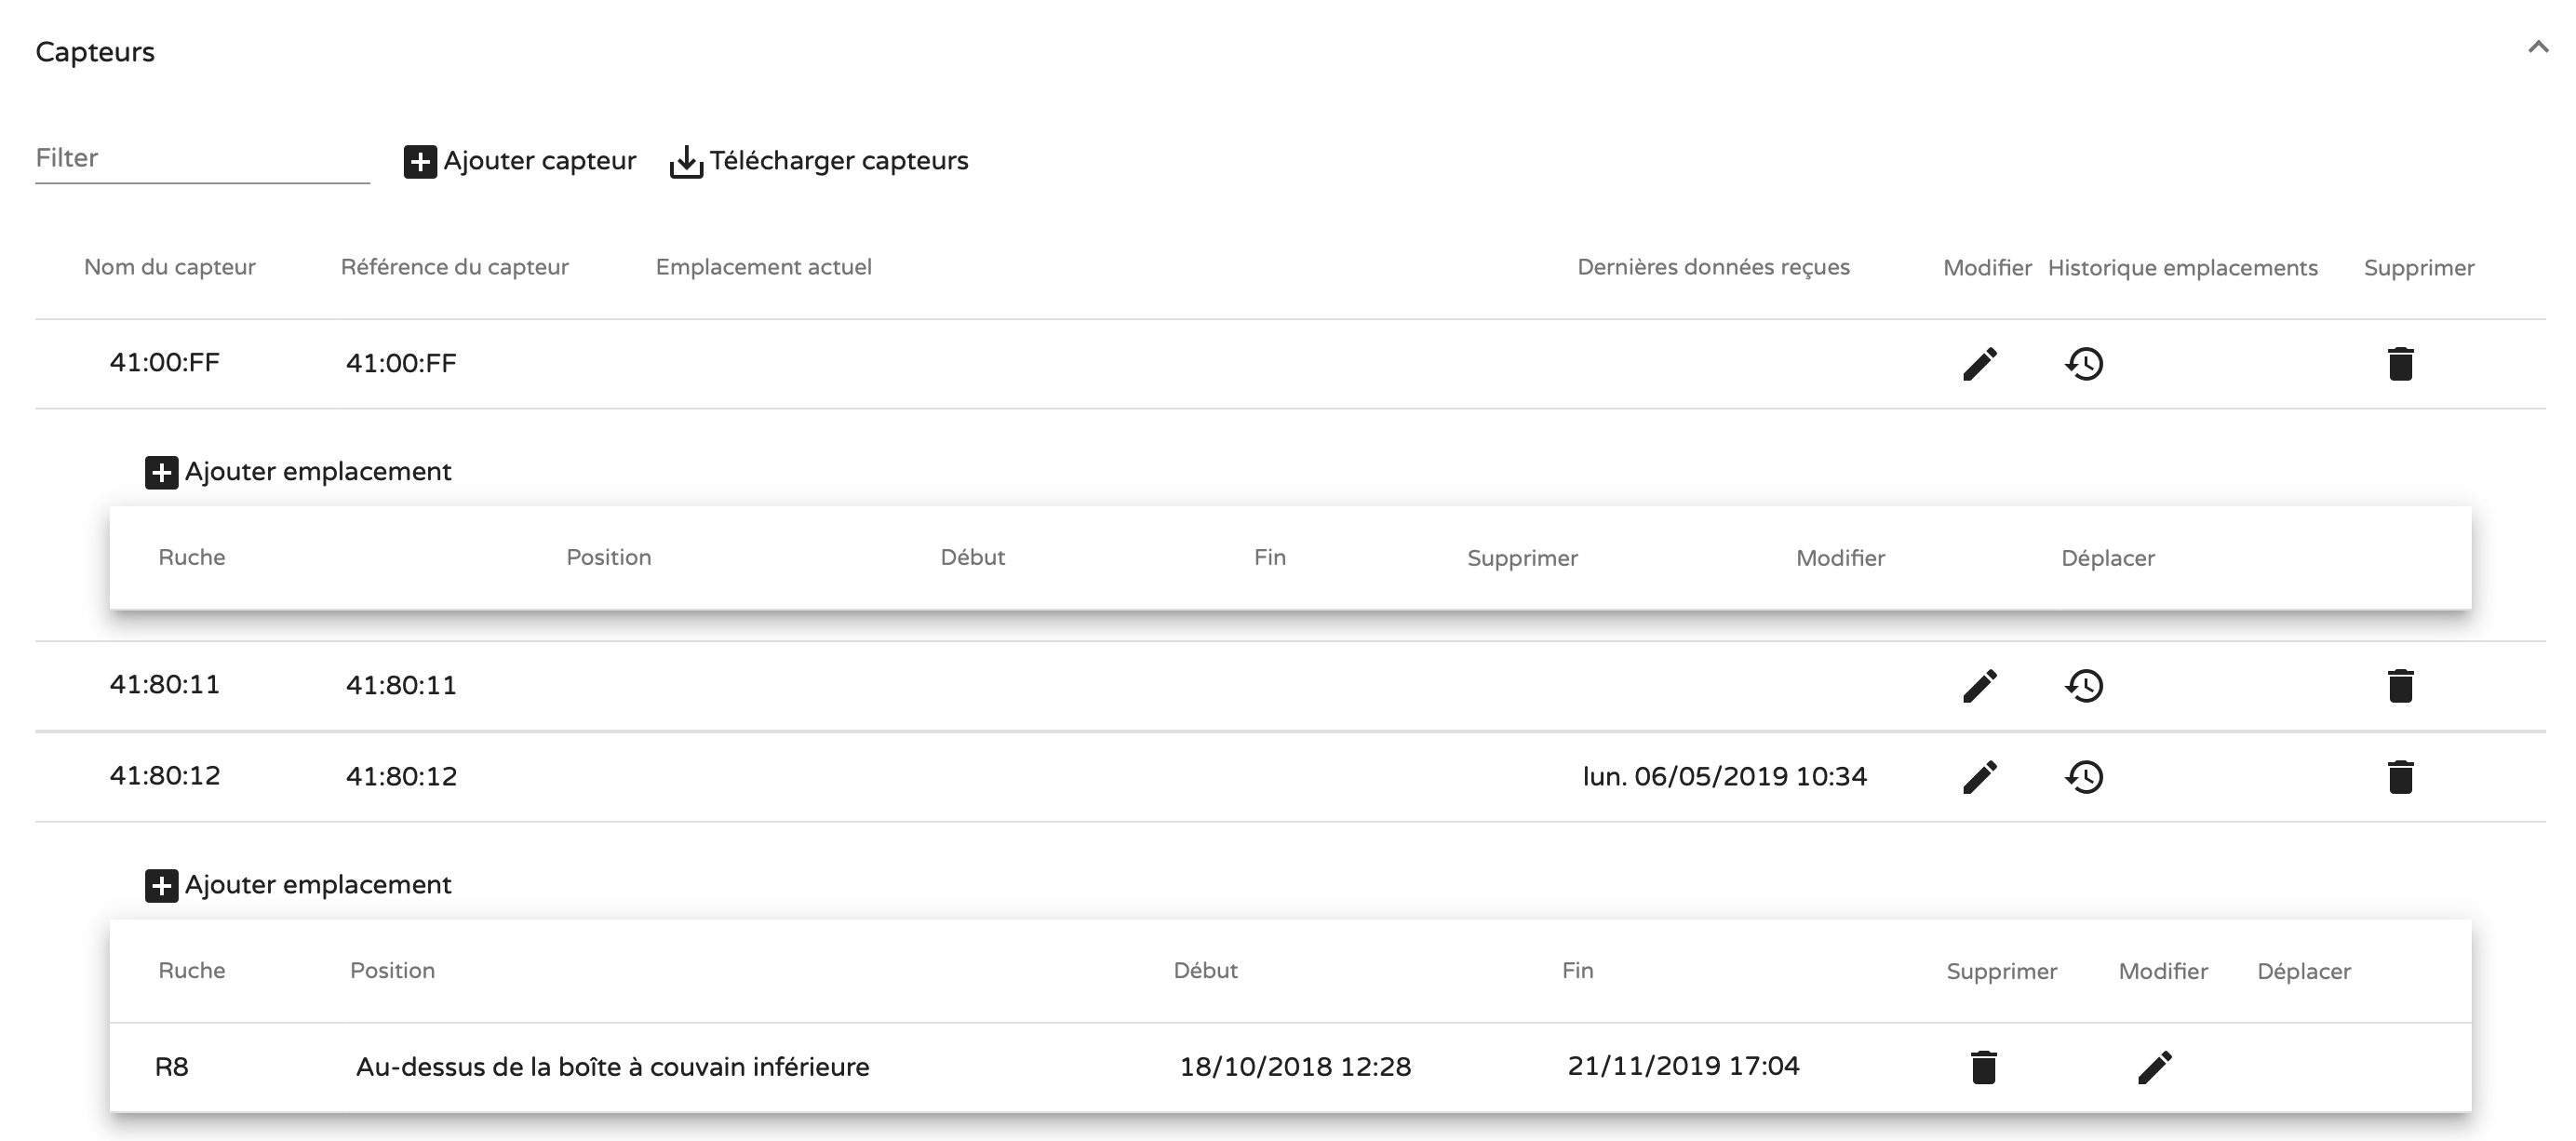 Capteurs
Filter Ajouter capteur Télécharger capteurs
Nom du capteur Référence du capteur Emplacement actuel Dernières données reçues Modifier Historique emplacements Supprimer
41:00:FF 41:00:FF
Ajouter emplacement
Ruche Position Début Fin Supprimer Modifier Déplacer
41:80:11 41:80:11
41:80:12 41:80:12 lun. 06/05/2019 10:34
Ajouter emplacement
Ruche Position Début Fin Supprimer Modifier Déplacer
R8 Au-dessus de la boîte à couvain inférieure 18/10/2018 12:28 21/11/2019 17:04